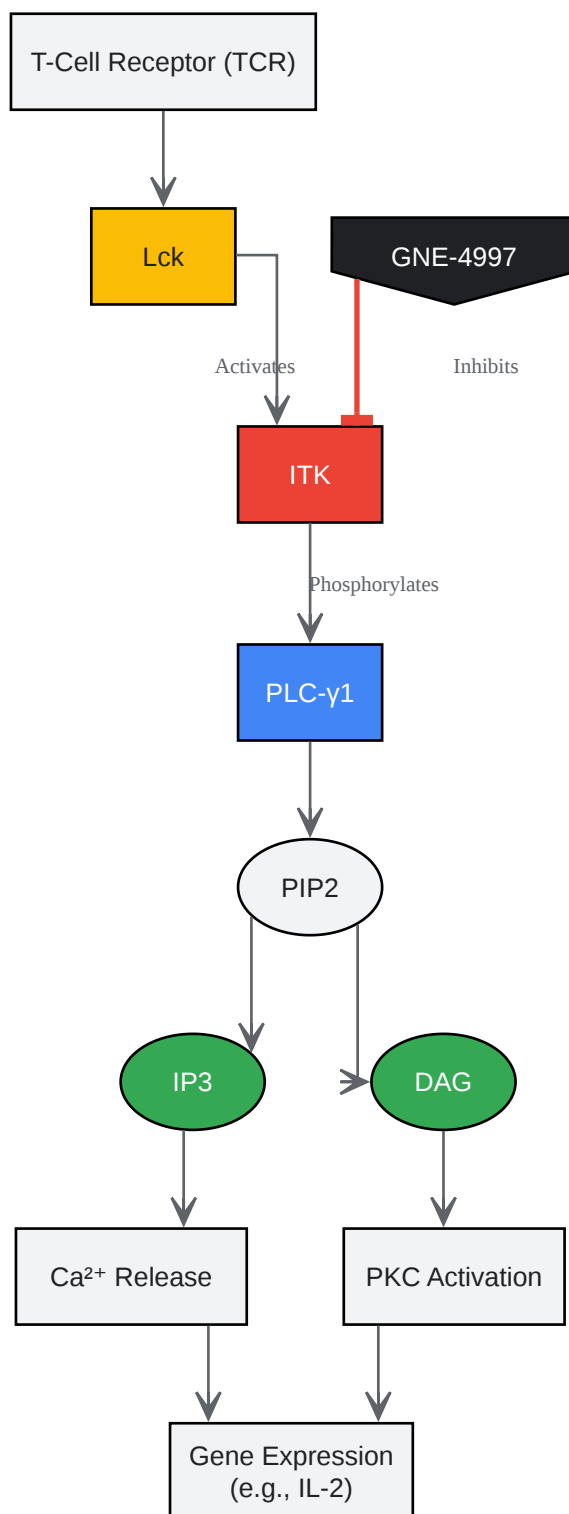 T-Cell Receptor (TCR)
Lck
GNE-4997
Activates
Inhibits
ITK
Phosphorylates
PLC-γ1
PIP2
IP3
DAG
Ca²⁺ Release
PKC Activation
Gene Expression
(e.g., IL-2)